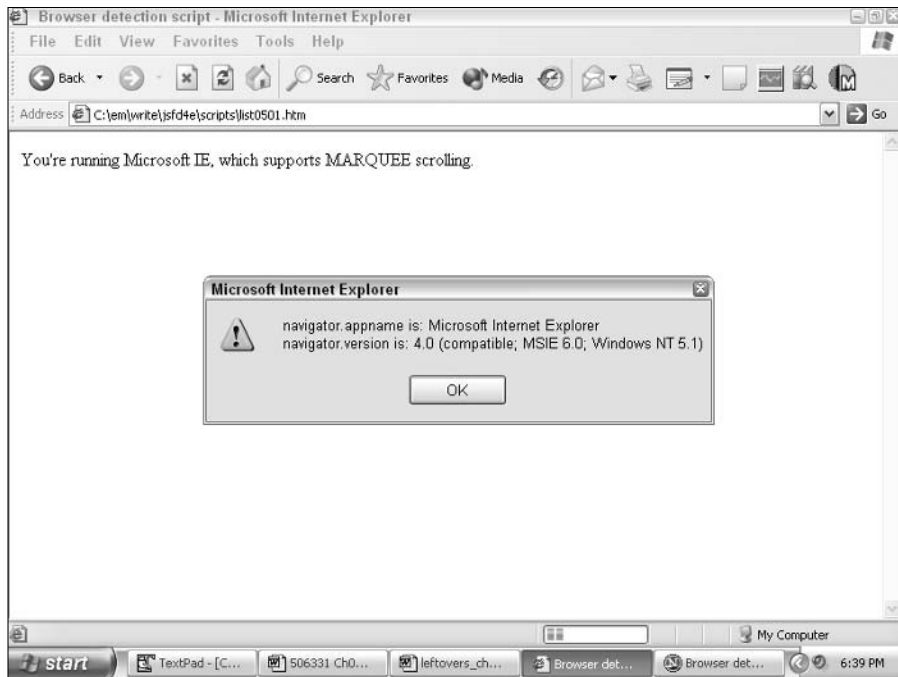 Browser detection script - Microsoft Internet Explorer
File Edit View Favorites Tools Help
Back Search Favorites Media
Address C:\em\write\jsfd4e\scripts\list0501.htm Go
You're running Microsoft IE, which supports MARQUEE scrolling.
Microsoft Internet Explorer
navigator.appname is: Microsoft Internet Explorer
navigator.version is: 4.0 (compatible; MSIE 6.0; Windows NT 5.1)
OK
My Computer
start TextPad - [C... 506331 Ch0... leftovers_ch... Browser det... Browser det... 6:39 PM